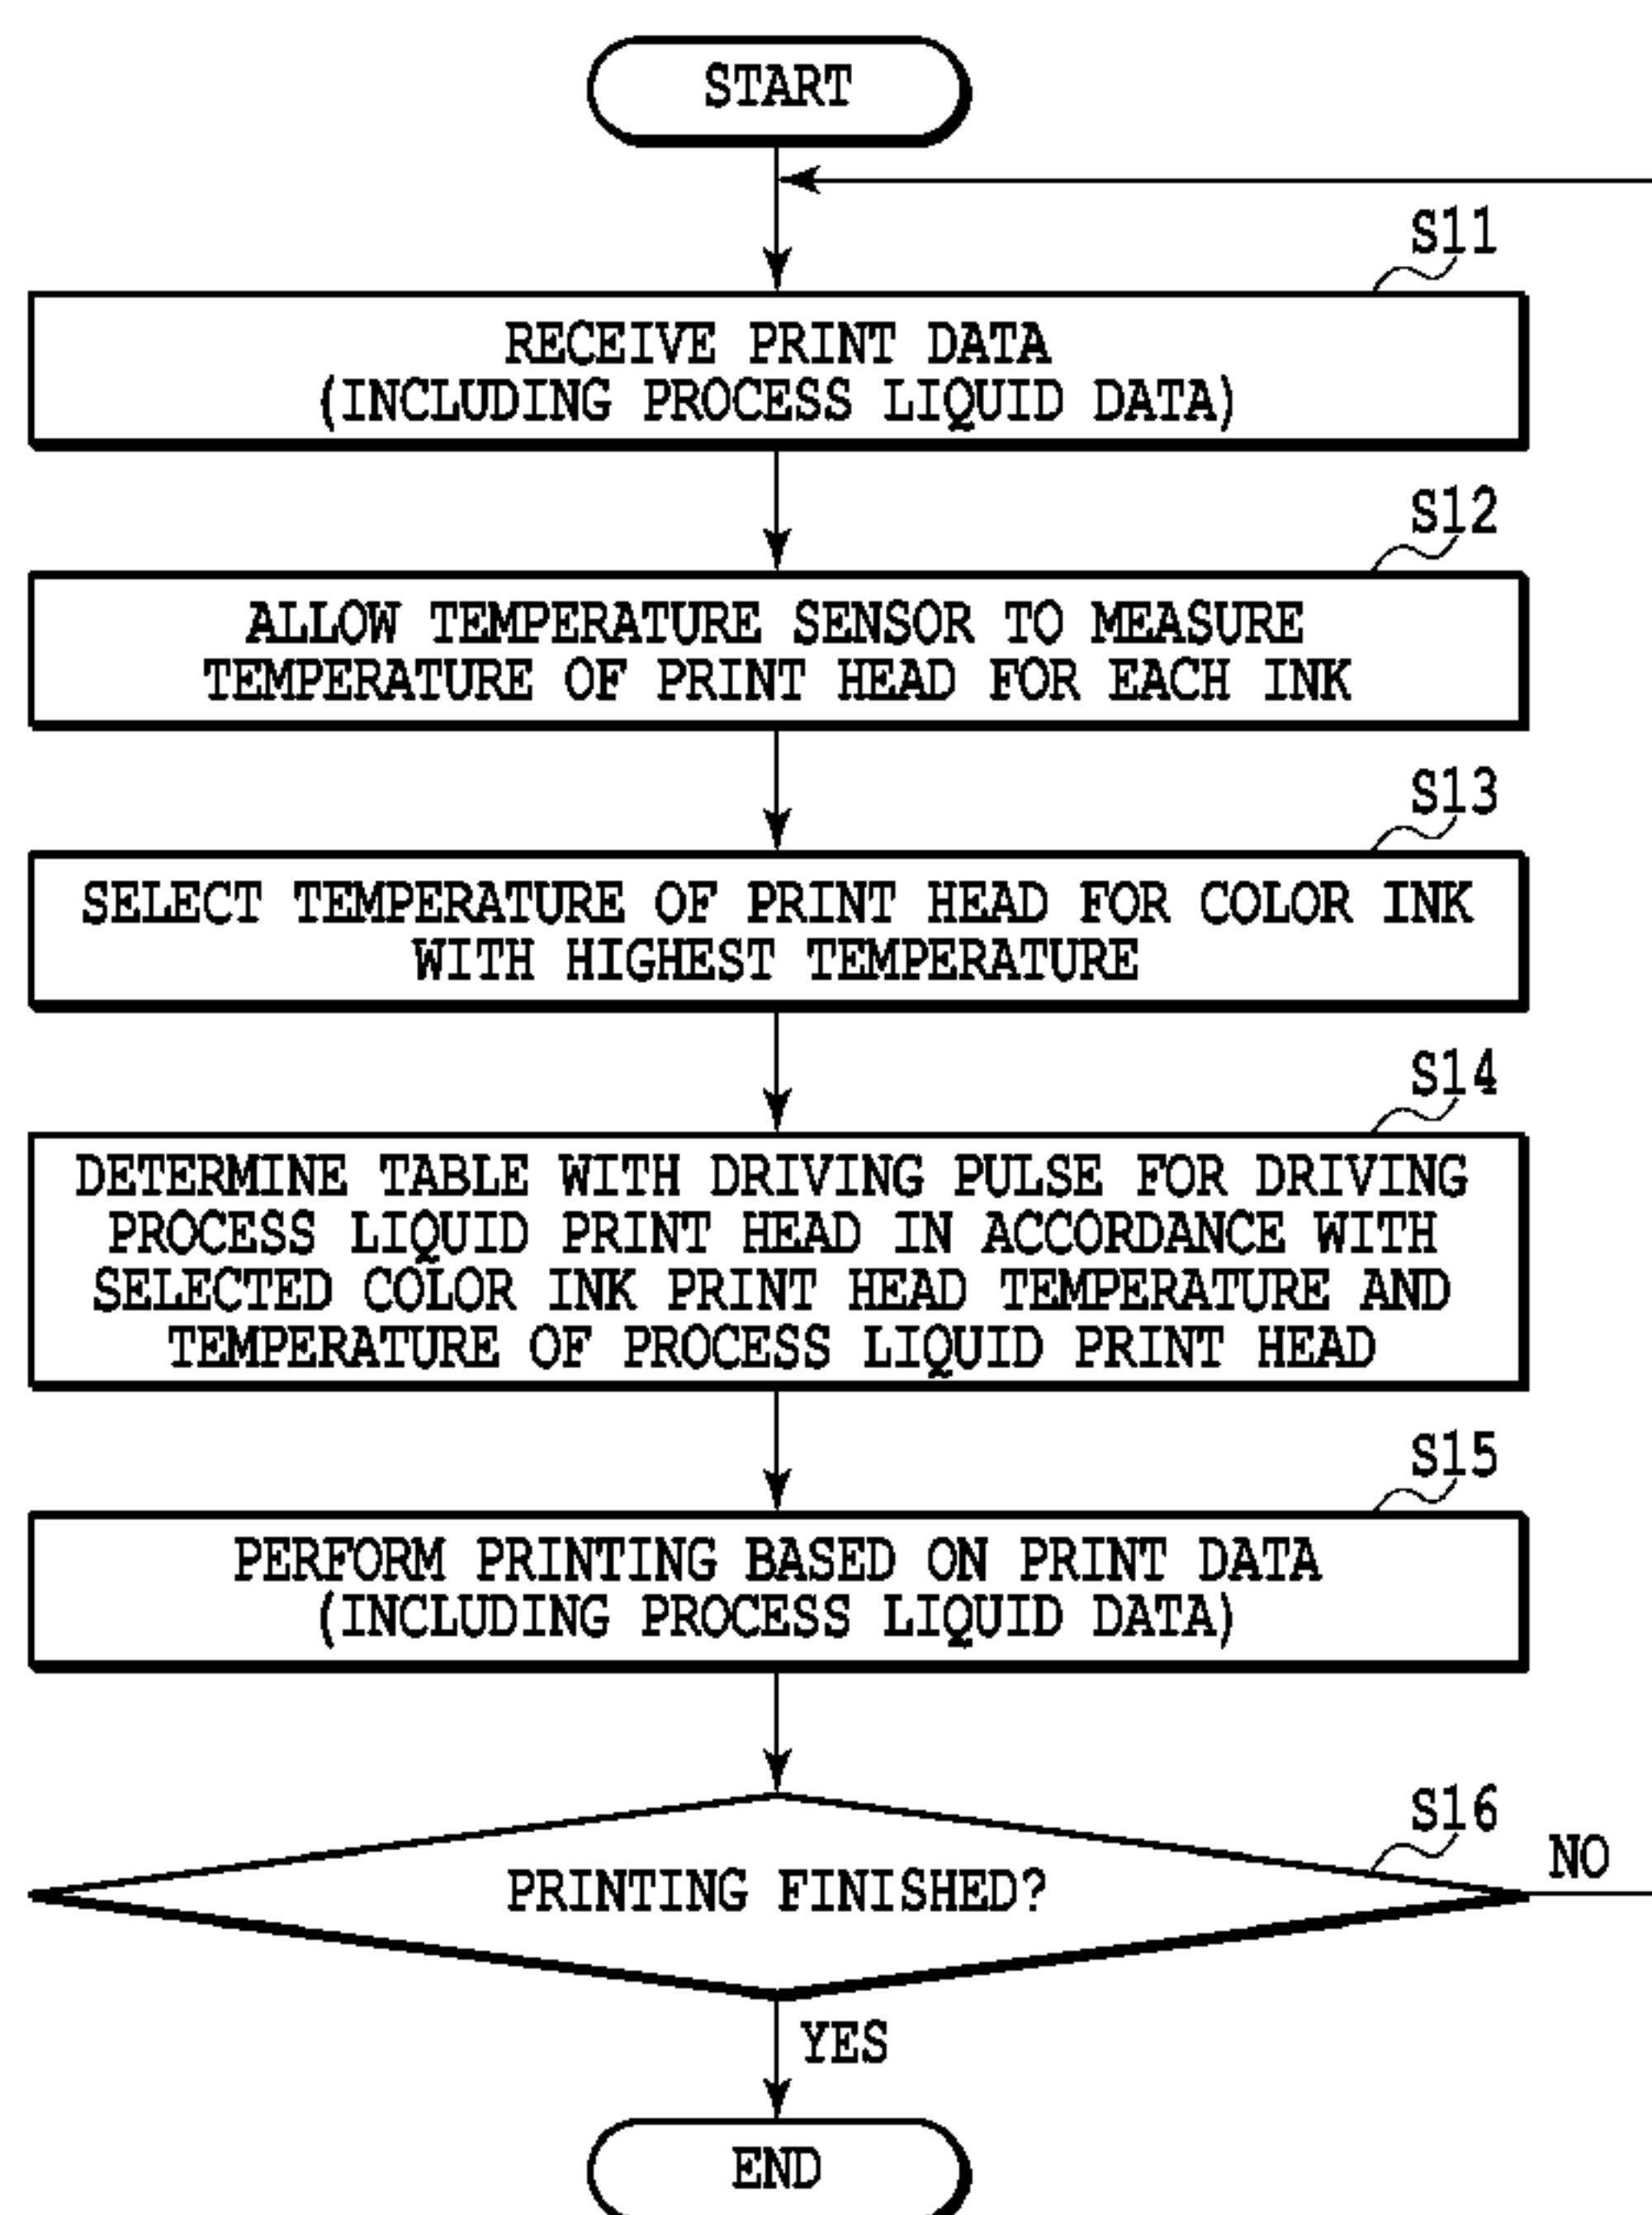 START
S11
RECEIVE PRINT DATA
(INCLUDING PROCESS LIQUID DATA)
S12
ALLOW TEMPERATURE SENSOR TO MEASURE
TEMPERATURE OF PRINT HEAD FOR EACH INK
S13
SELECT TEMPERATURE OF PRINT HEAD FOR COLOR INK
WITH HIGHEST TEMPERATURE
S14
DETERMINE TABLE WITH DRIVING PULSE FOR DRIVING
PROCESS LIQUID PRINT HEAD IN ACCORDANCE WITH
SELECTED COLOR INK PRINT HEAD TEMPERATURE AND
TEMPERATURE OF PROCESS LIQUID PRINT HEAD
S15
PERFORM PRINTING BASED ON PRINT DATA
(INCLUDING PROCESS LIQUID DATA)
S16
NO
PRINTING FINISHED?
YES
END